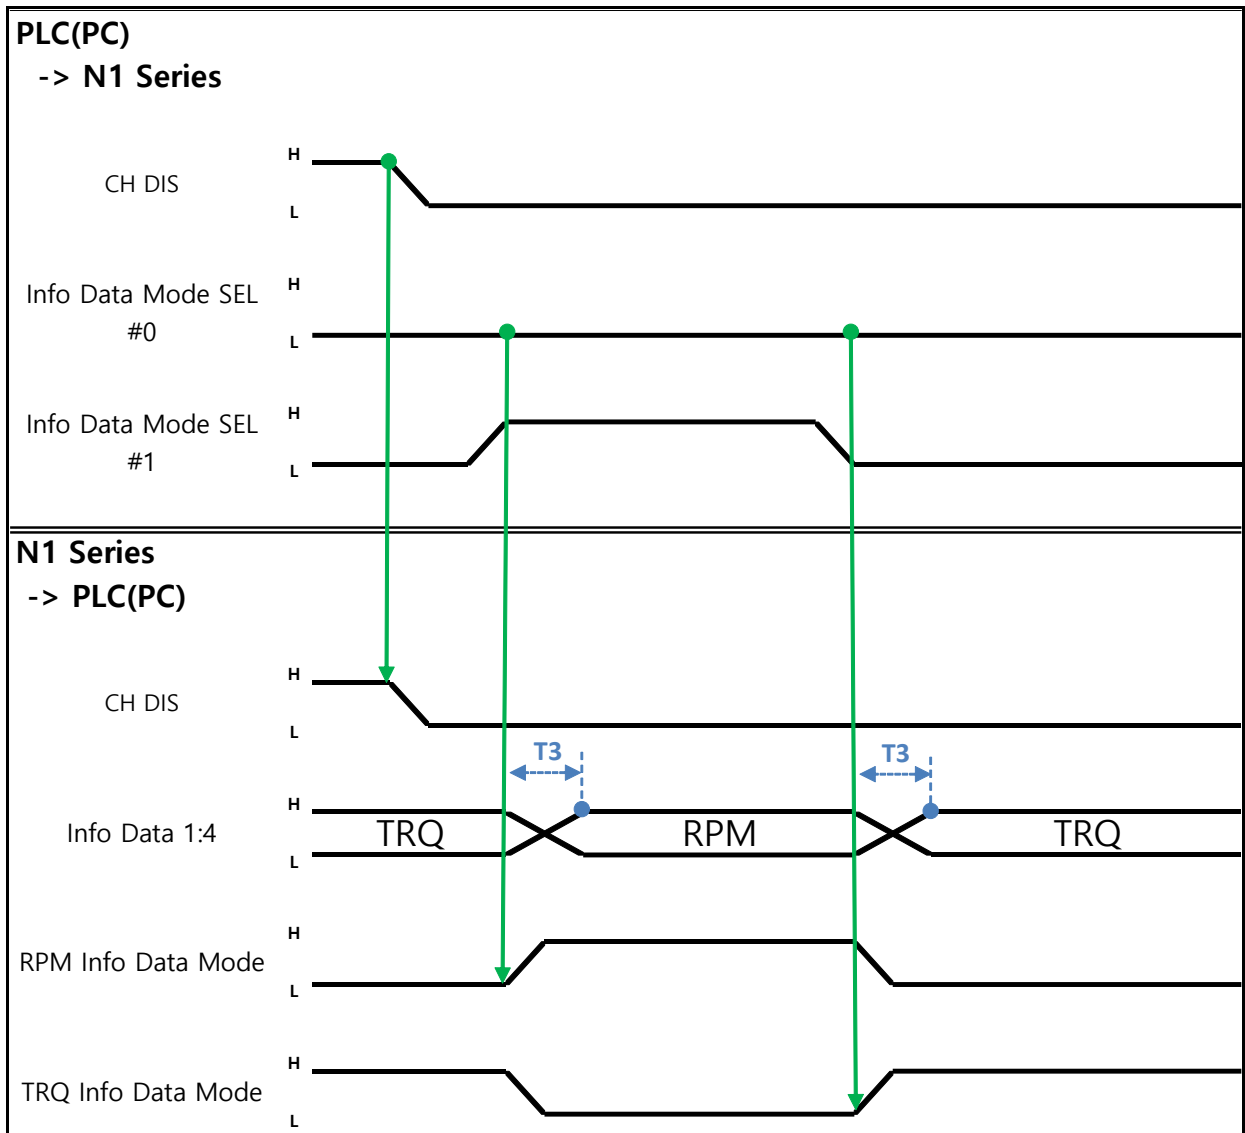 PLC(PC)
-> N1 Series
H
CH DIS
L
H
Info Data Mode SEL
#0
L
H
Info Data Mode SEL
#1
L
N1 Series
-> PLC(PC)
H
CH DIS
L
T3 T3
H
Info Data 1:4 TRQ RPM TRQ
L
H
RPM Info Data Mode
L
H
TRQ Info Data Mode
L